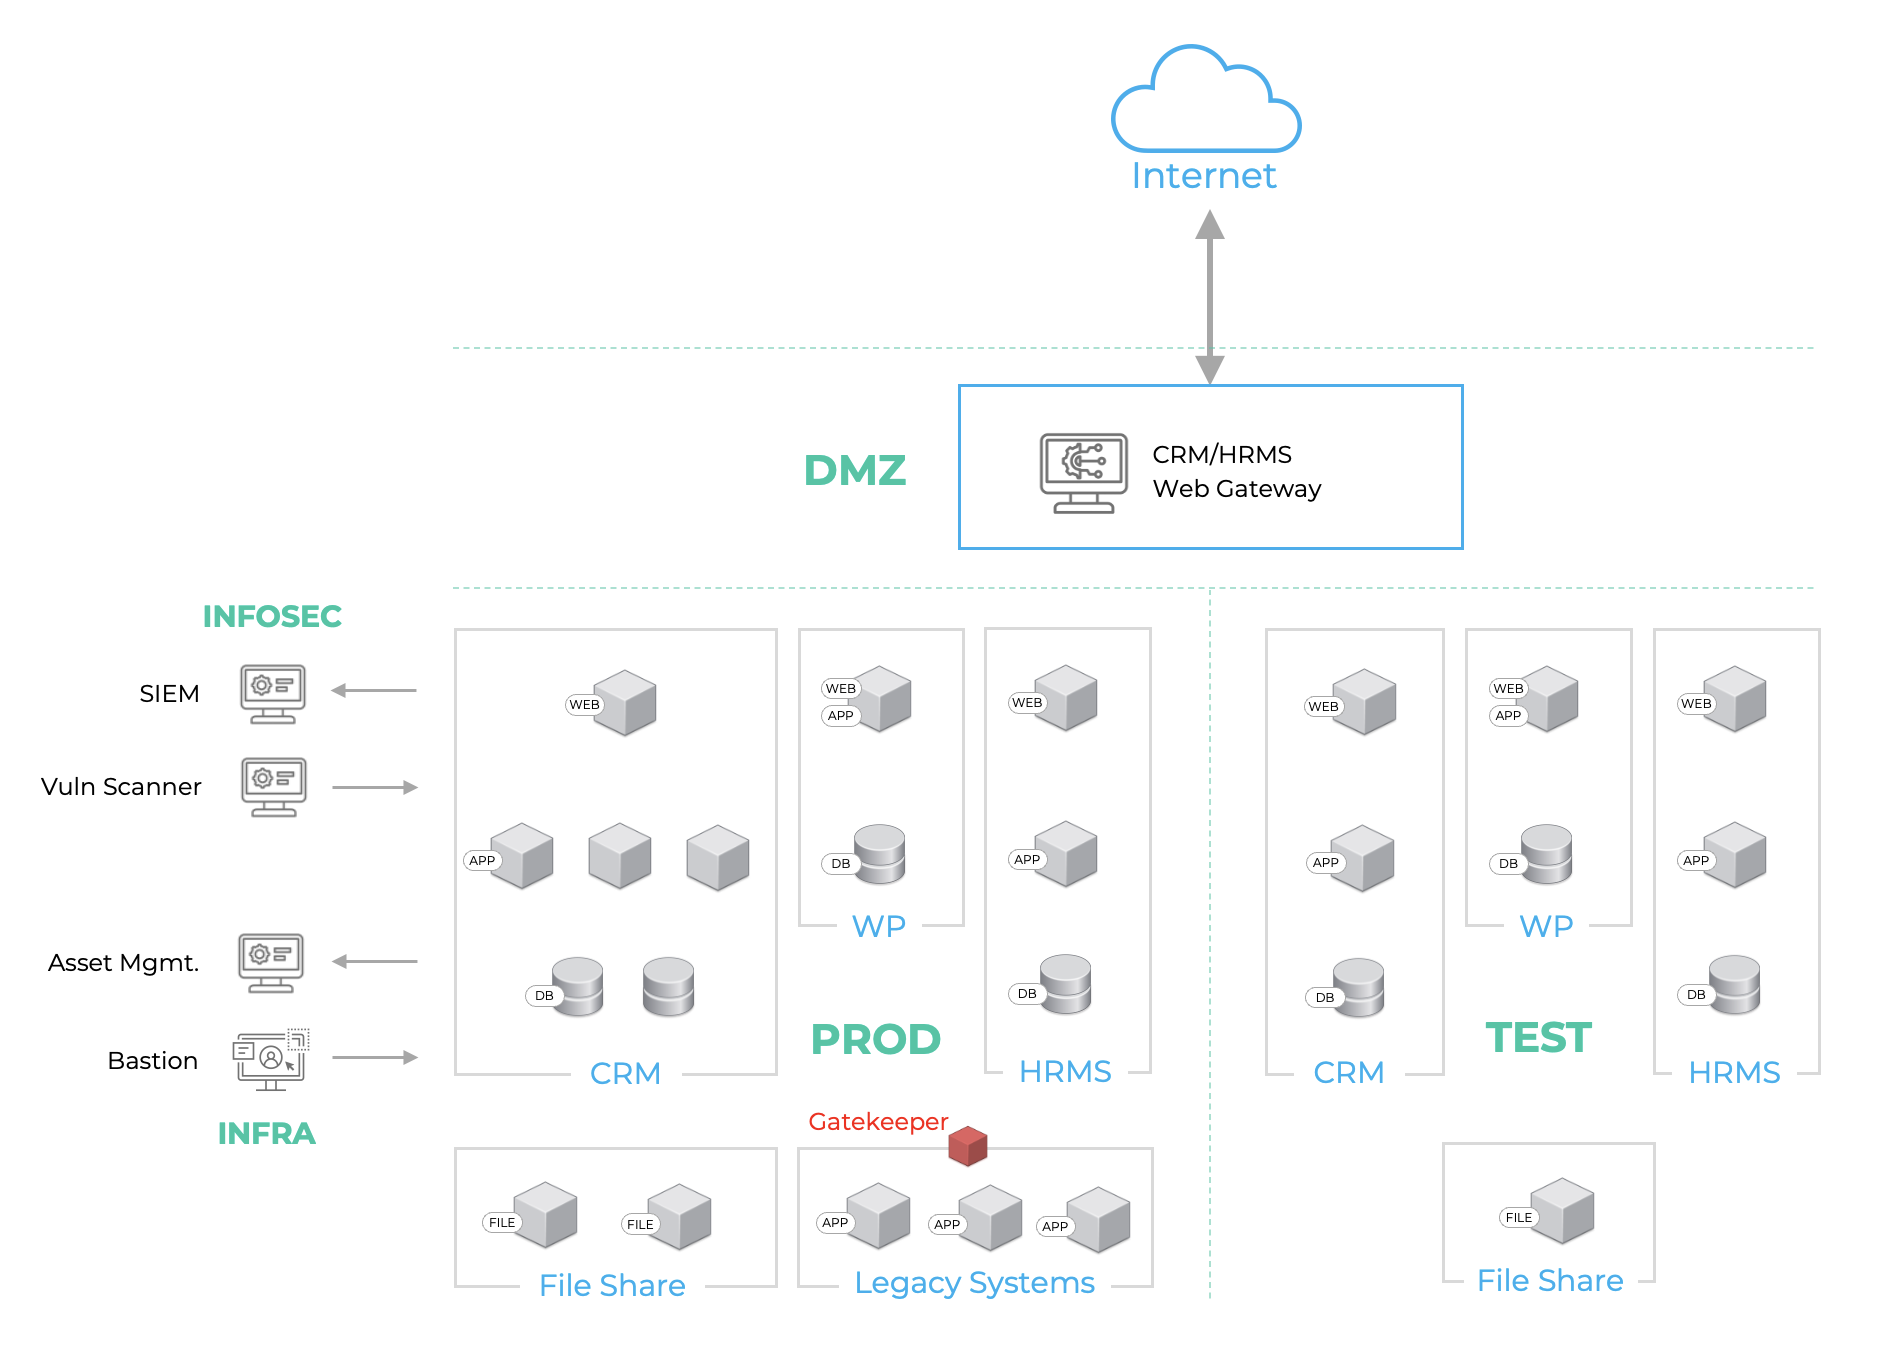 Internet
DMZ
CRM/HRMS
Web Gateway
INFOSEC
SIEM
Vuln Scanner
Asset Mgmt.
Bastion
INFRA
WEB
APP
DB
CRM
WEB
APP
DB
WP
WEB
APP
DB
HRMS
PROD
Gatekeeper
FILE
FILE
File Share
APP
APP
APP
Legacy Systems
WEB
APP
DB
CRM
WEB
APP
DB
WP
WEB
APP
DB
HRMS
TEST
FILE
File Share